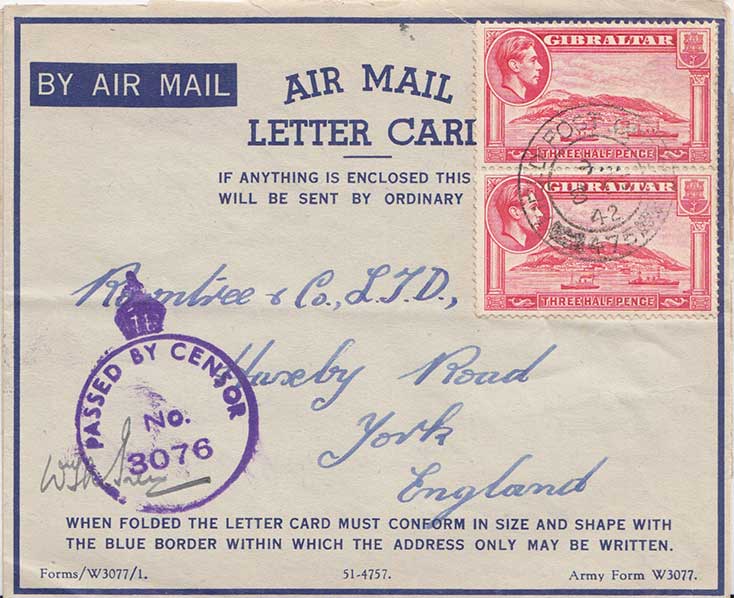 BY AIR MAIL
AIR MAIL
LETTER CARD
IF ANYTHING IS ENCLOSED THIS
WILL BE SENT BY ORDINARY
GIBRALTAR
THREE HALF PENCE
GIBRALTAR
THREE HALF PENCE
POST
42
475
Rowntree & Co., L.T.D.,
Haxeby Road
York
England
PASSED BY CENSOR
No.
3076
WHEN FOLDED THE LETTER CARD MUST CONFORM IN SIZE AND SHAPE WITH
THE BLUE BORDER WITHIN WHICH THE ADDRESS ONLY MAY BE WRITTEN.
Forms/W3077/1. 51-4757. Army Form W3077.